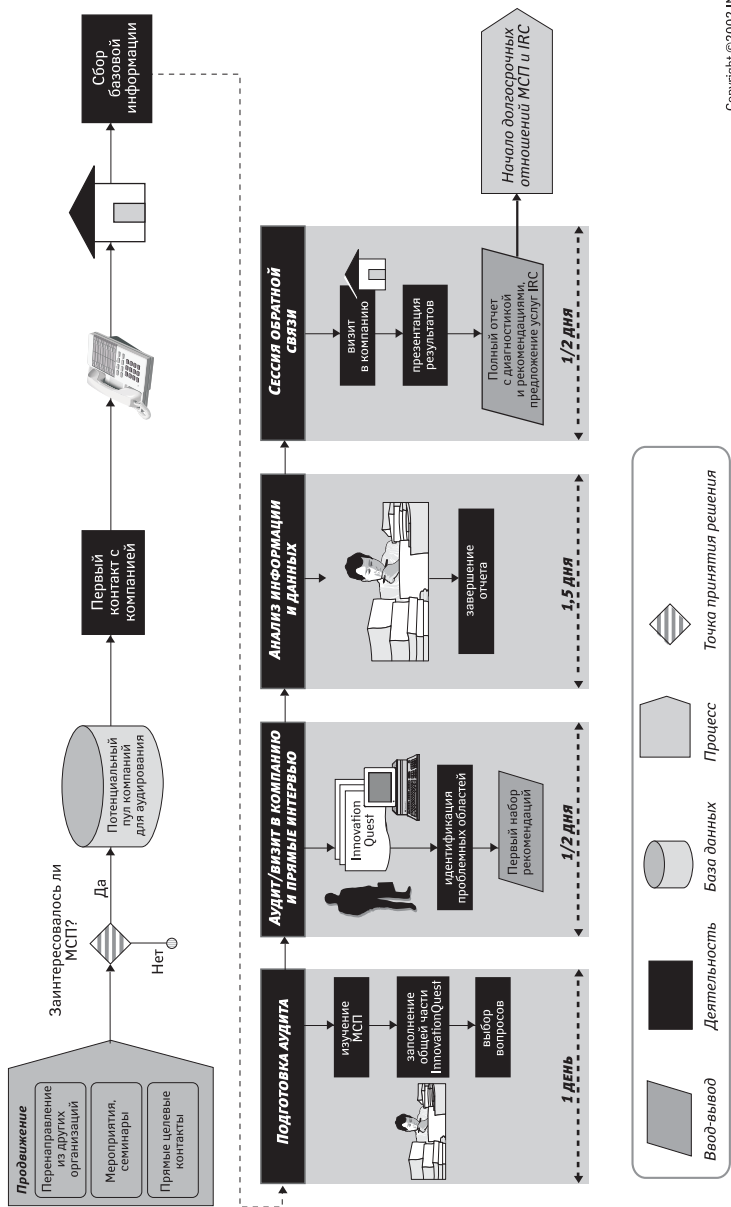 Продвижение
Перенаправление
из других
организаций
Мероприятия,
семинары
Прямые целевые
контакты
Заинтересовалось ли
МСП?
Да
Нет
Потенциальный
пул компаний
для аудирования
Первый
контакт с
компанией
Сбор
базовой
информации
ПОДГОТОВКА АУДИТА
изучение
МСП
заполнение
общей части
InnovationQuest
выбор
вопросов
1 ДЕНЬ
АУДИТ/ВИЗИТ В КОМПАНИЮ
И ПРЯМЫЕ ИНТЕРВЬЮ
Innovation
Quest
идентификация
проблемных областей
Первый набор
рекомендаций
1/2 ДНЯ
АНАЛИЗ ИНФОРМАЦИИ
И ДАННЫХ
завершение
отчета
1,5 ДНЯ
СЕССИЯ ОБРАТНОЙ
СВЯЗИ
визит
в компанию
презентация
результатов
Полный отчет
с диагностикой
и рекомендациями,
предложение услуг IRC
1/2 ДНЯ
Начало долгосрочных
отношений МСП и IRC
Ввод-вывод
Деятельность
База данных
Процесс
Точка принятия решения
Copyright ©2002